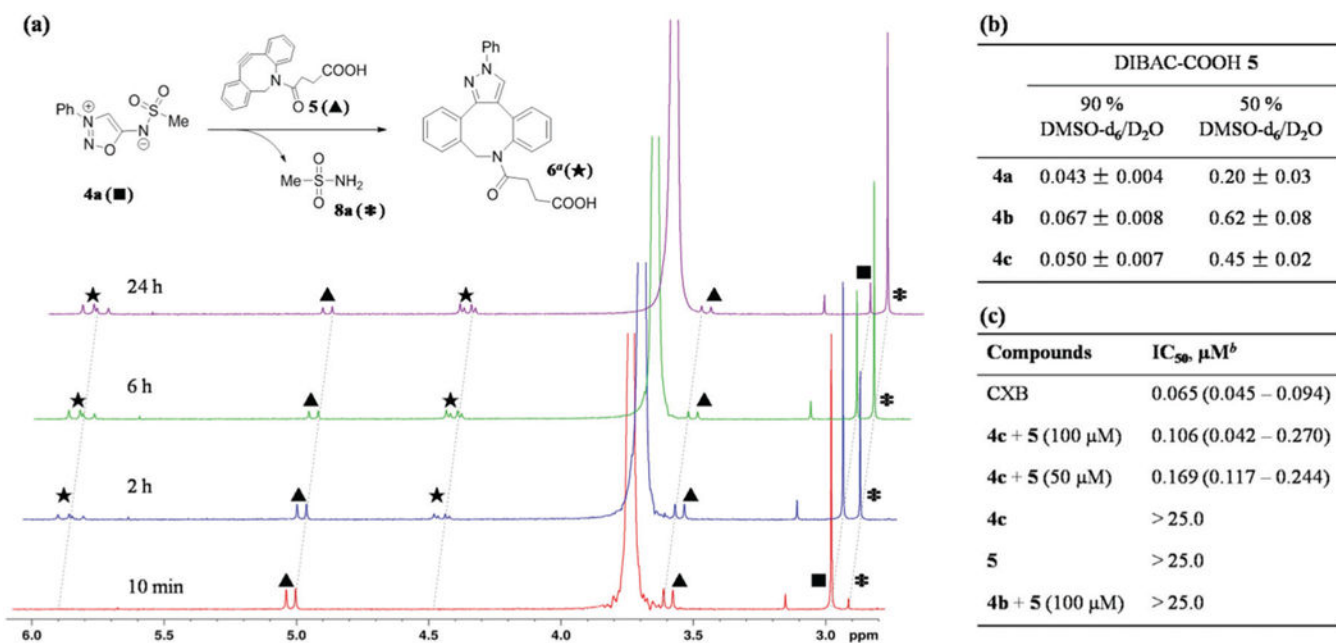 (a)
Ph
N
N
O
N
S
O
O
Me
4a (■)
N
O
COOH
5 (▲)
Me
S
NH₂
O
O
8a (⁕)
Ph
N
N
N
O
COOH
6ᵃ (★)
24 h
6 h
2 h
10 min
★ ▲ ★ ▲ ■ ⁕
★ ▲ ★ ▲ ⁕
★ ▲ ★ ▲ ⁕
▲ ▲ ■ ⁕
6.0 5.5 5.0 4.5 4.0 3.5 3.0 ppm
(b)
DIBAC-COOH 5
90 % 50 %
DMSO-d₆/D₂O DMSO-d₆/D₂O
4a 0.043 ± 0.004 0.20 ± 0.03
4b 0.067 ± 0.008 0.62 ± 0.08
4c 0.050 ± 0.007 0.45 ± 0.02
(c)
Compounds IC₅₀, μMᵇ
CXB 0.065 (0.045 – 0.094)
4c + 5 (100 μM) 0.106 (0.042 – 0.270)
4c + 5 (50 μM) 0.169 (0.117 – 0.244)
4c > 25.0
5 > 25.0
4b + 5 (100 μM) > 25.0